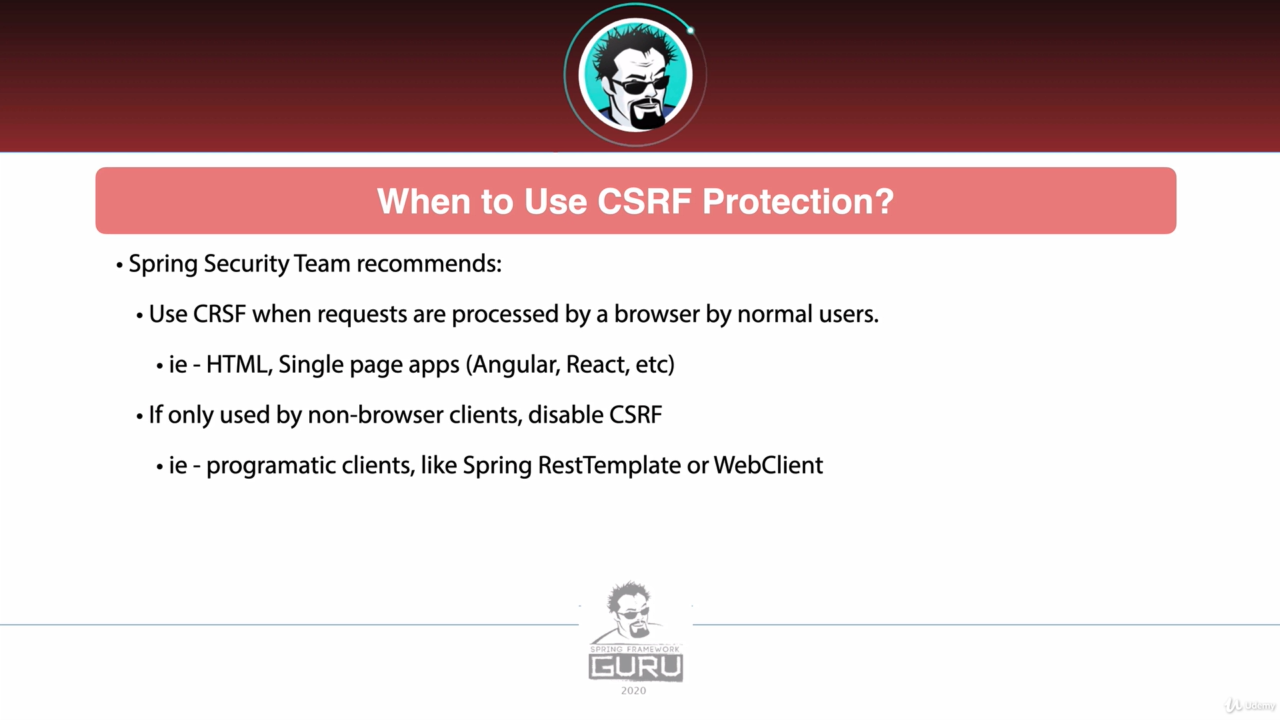 When to Use CSRF Protection?
• Spring Security Team recommends:
• Use CRSF when requests are processed by a browser by normal users.
• ie - HTML, Single page apps (Angular, React, etc)
• If only used by non-browser clients, disable CSRF
• ie - programatic clients, like Spring RestTemplate or WebClient
SPRING FRAMEWORK
GURU
2020
Udemy